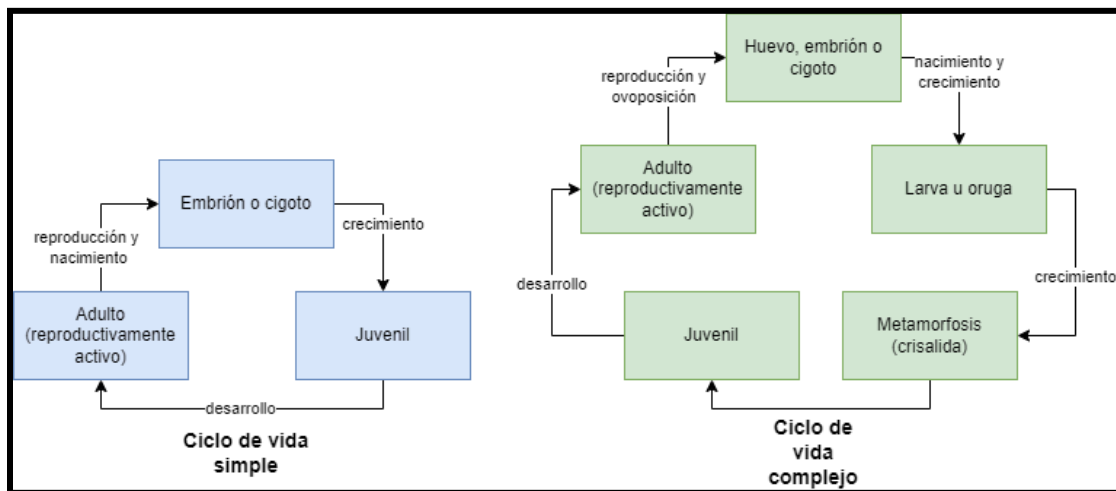 Embrión o cigoto
crecimiento
Juvenil
desarrollo
Adulto
(reproductivamente
activo)
reproducción y
nacimiento
Ciclo de vida
simple
Huevo, embrión o
cigoto
nacimiento y
crecimiento
Larva u oruga
crecimiento
Metamorfosis
(crisalida)
Juvenil
desarrollo
Adulto
(reproductivamente
activo)
reproducción y
ovoposición
Ciclo de
vida
complejo